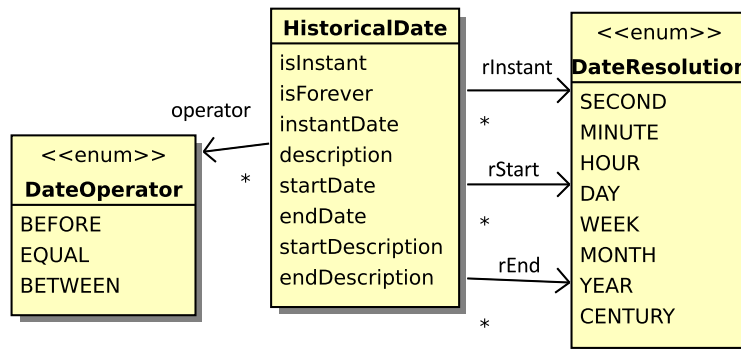 HistoricalDate
isInstant
isForever
instantDate
description
startDate
endDate
startDescription
endDescription
operator
*
<<enum>>
DateOperator
BEFORE
EQUAL
BETWEEN
rInstant
*
rStart
*
rEnd
*
<<enum>>
DateResolution
SECOND
MINUTE
HOUR
DAY
WEEK
MONTH
YEAR
CENTURY